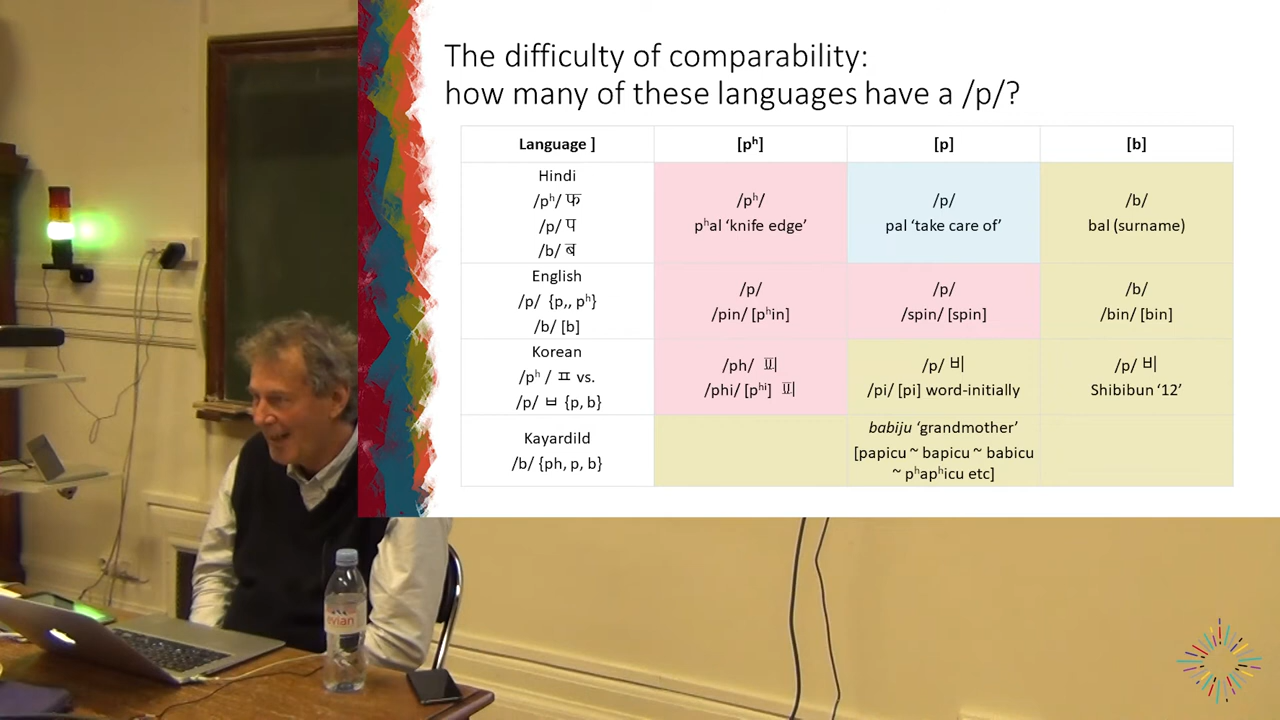 The difficulty of comparability:
how many of these languages have a /p/?
Language ] [pʰ] [p] [b]
Hindi
/pʰ/ फ
/p/ प
/b/ ब
/pʰ/
pʰal ‘knife edge’
/p/
pal ‘take care of’
/b/
bal (surname)
English
/p/ {p,, pʰ}
/b/ [b]
/p/
/pin/ [pʰin]
/p/
/spin/ [spin]
/b/
/bin/ [bin]
Korean
/pʰ / ㅍ vs.
/p/ ㅂ {p, b}
/ph/ 피
/phi/ [pʰⁱ] 피
/p/ 비
/pi/ [pi] word-initially
/p/ 비
Shibibun ‘12’
Kayardild
/b/ {ph, p, b}
babiju ‘grandmother’
[papicu ~ bapicu ~ babicu
~ pʰapʰicu etc]
evian